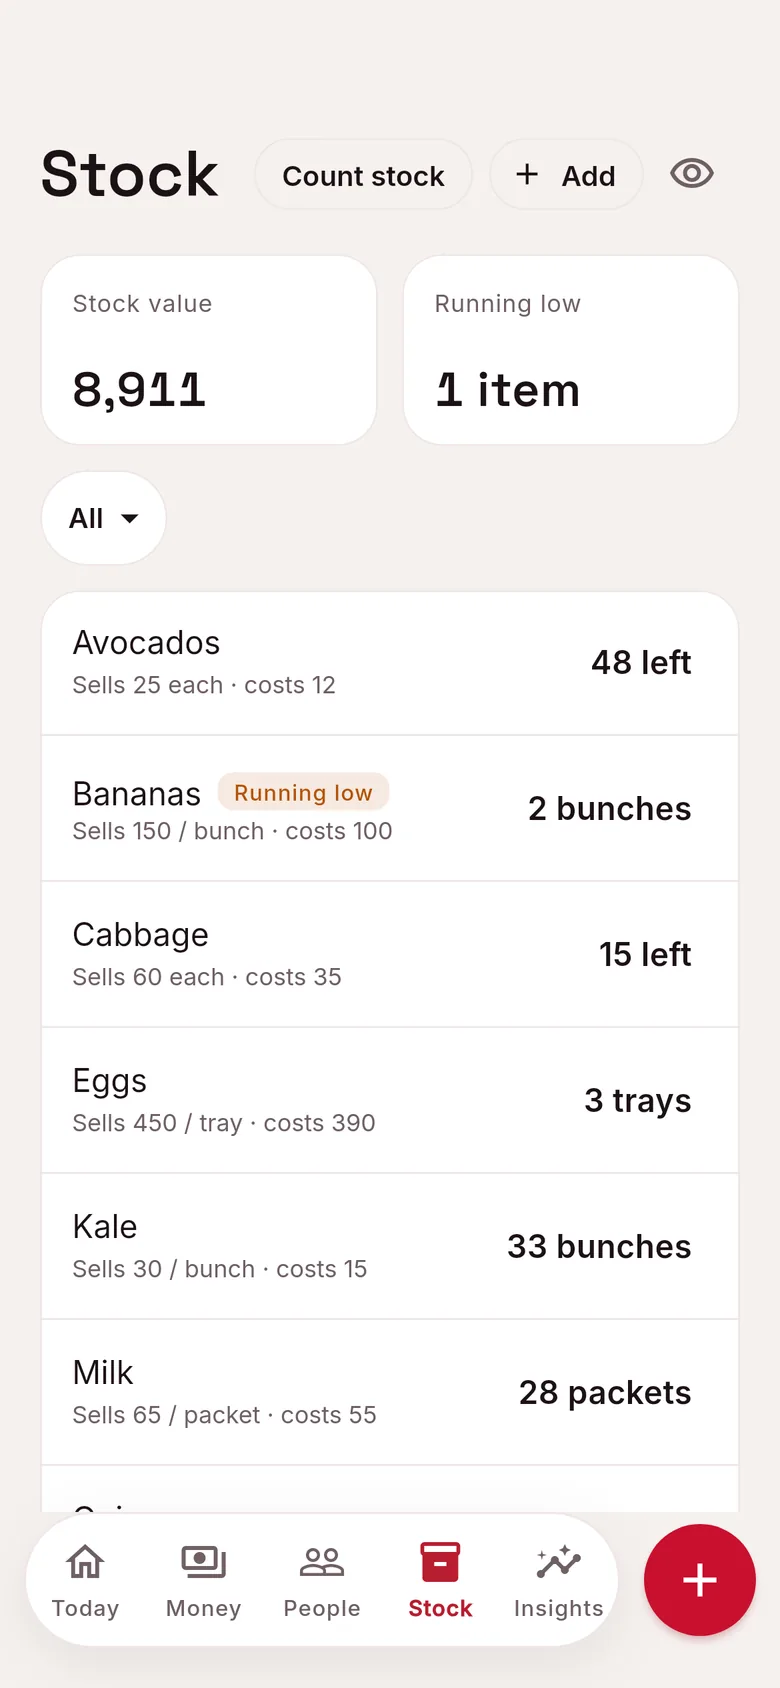 Stock
Count stock
+ Add
Stock value
8,911
Running low
1 item
All
Avocados
Sells 25 each · costs 12
48 left
Bananas Running low
Sells 150 / bunch · costs 100
2 bunches
Cabbage
Sells 60 each · costs 35
15 left
Eggs
Sells 450 / tray · costs 390
3 trays
Kale
Sells 30 / bunch · costs 15
33 bunches
Milk
Sells 65 / packet · costs 55
28 packets
Today
Money
People
Stock
Insights